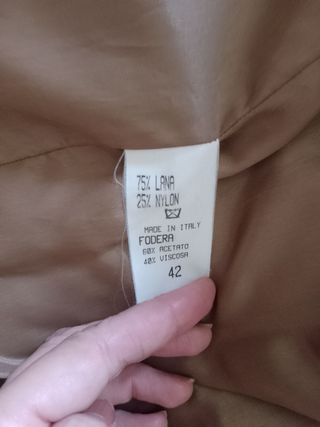 75% LANA
25% NYLON
MADE IN ITALY
FODERA
60% ACETATO
40% VISCOSA
42